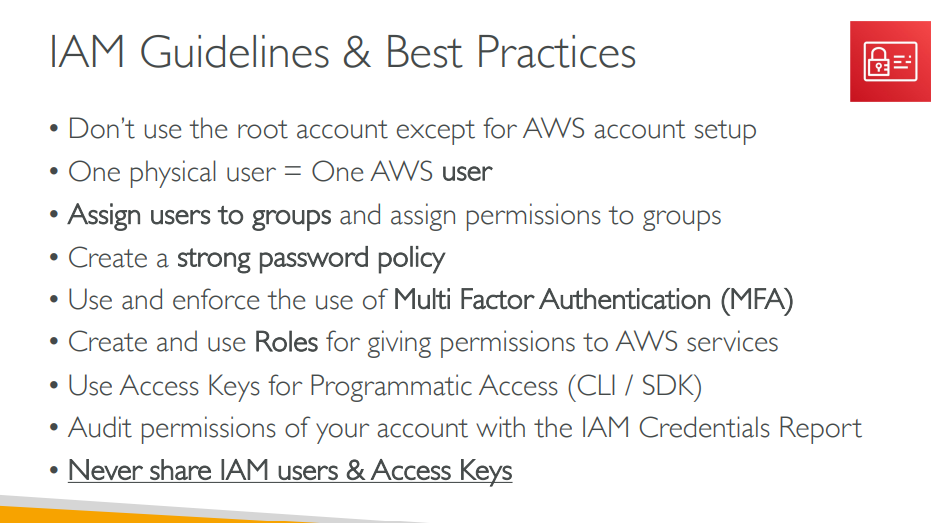 IAM Guidelines & Best Practices
• Don’t use the root account except for AWS account setup
• One physical user = One AWS user
• Assign users to groups and assign permissions to groups
• Create a strong password policy
• Use and enforce the use of Multi Factor Authentication (MFA)
• Create and use Roles for giving permissions to AWS services
• Use Access Keys for Programmatic Access (CLI / SDK)
• Audit permissions of your account with the IAM Credentials Report
• Never share IAM users & Access Keys